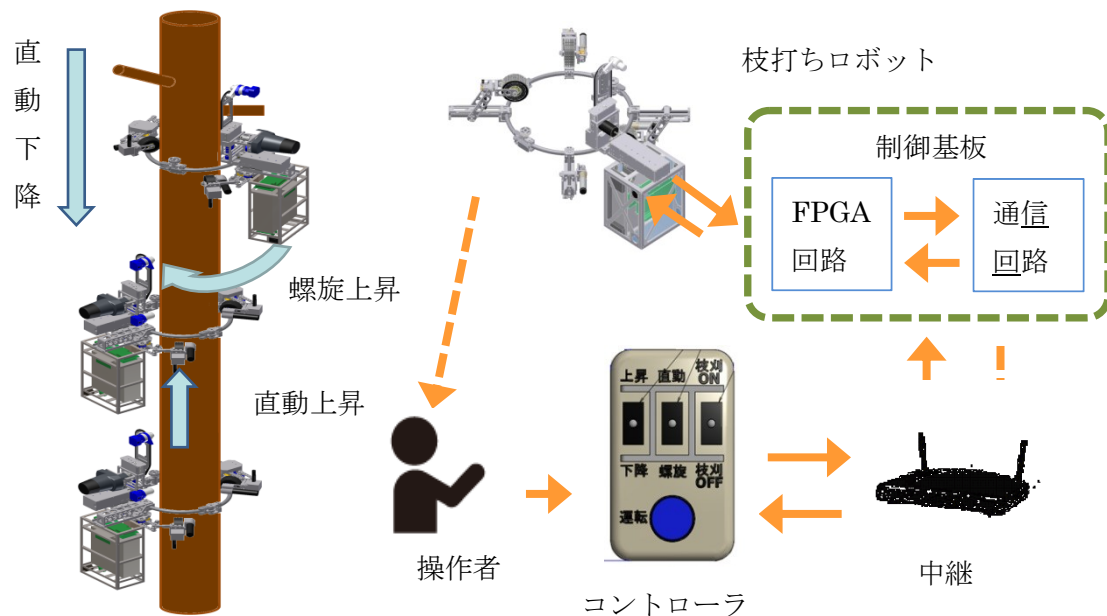 直動下降
螺旋上昇
直動上昇
枝打ちロボット
制御基板
FPGA
回路
通信
回路
上昇 直動 枝刈
ON
下降 螺旋 枝刈
OFF
運転
操作者
コントローラ
中継